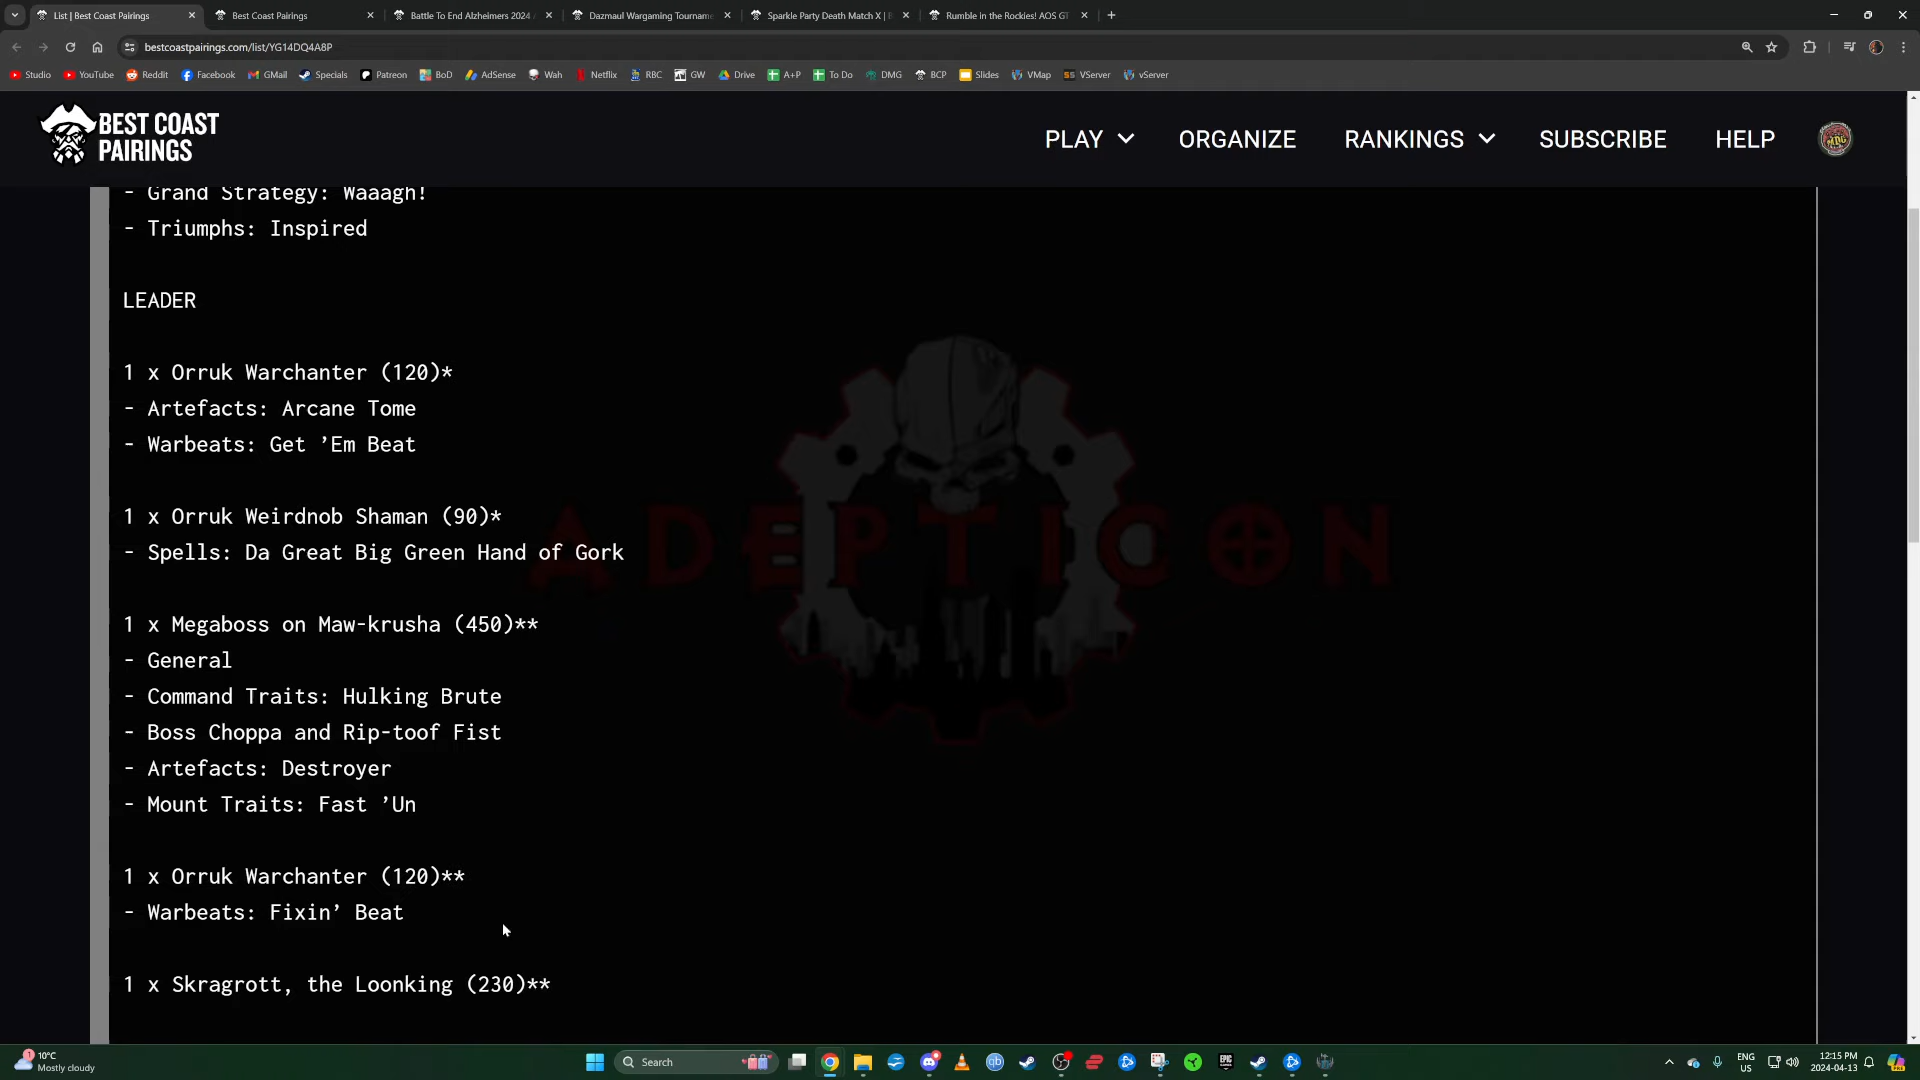 List | Best Coast Pairings
Best Coast Pairings
Battle To End Alzheimers 2024
Dazmaul Wargaming Tourname
Sparkle Party Death Match X |
Rumble in the Rockies! AOS GT
bestcoastpairings.com/list/YG14DQ4A8P
Studio YouTube Reddit Facebook GMail Specials Patreon BoD AdSense Wah Netflix RBC GW Drive A+P To Do DMG BCP Slides VMap VServer vServer
BEST COAST
PAIRINGS
PLAY ORGANIZE RANKINGS SUBSCRIBE HELP
- Grand Strategy: Waaagh!
- Triumphs: Inspired
LEADER
1 x Orruk Warchanter (120)*
- Artefacts: Arcane Tome
- Warbeats: Get ’Em Beat
1 x Orruk Weirdnob Shaman (90)*
- Spells: Da Great Big Green Hand of Gork
1 x Megaboss on Maw-krusha (450)**
- General
- Command Traits: Hulking Brute
- Boss Choppa and Rip-toof Fist
- Artefacts: Destroyer
- Mount Traits: Fast ’Un
1 x Orruk Warchanter (120)**
- Warbeats: Fixin’ Beat
1 x Skragrott, the Loonking (230)**
ADEPTICON
10°C
Mostly cloudy
Search
ENG
US
12:15 PM
2024-04-13